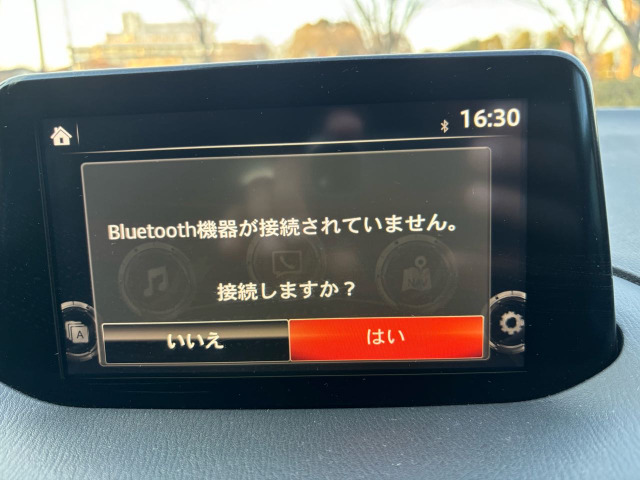 16:30
Bluetooth機器が接続されていません。
接続しますか？
A
いいえ
はい